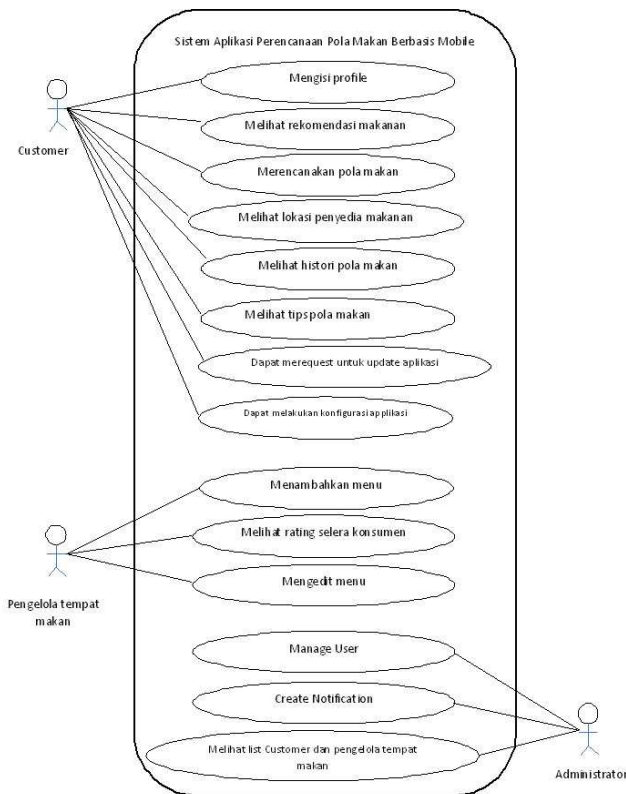 Sistem Aplikasi Perencanaan Pola Makan Berbasis Mobile
Mengisi profile
Melihat rekomendasi makanan
Customer
Merencanakan pola makan
Melihat lokasi penyedia makanan
Melihat histori pola makan
Melihat tips pola makan
Dapat merequest untuk update aplikasi
Dapat melakukan konfigurasi applikasi
Menambahkan menu
Melihat rating selera konsumen
Mengedit menu
Pengelola tempat
makan
Manage User
Create Notification
Melihat list Customer dan pengelola tempat
makan
Administrator